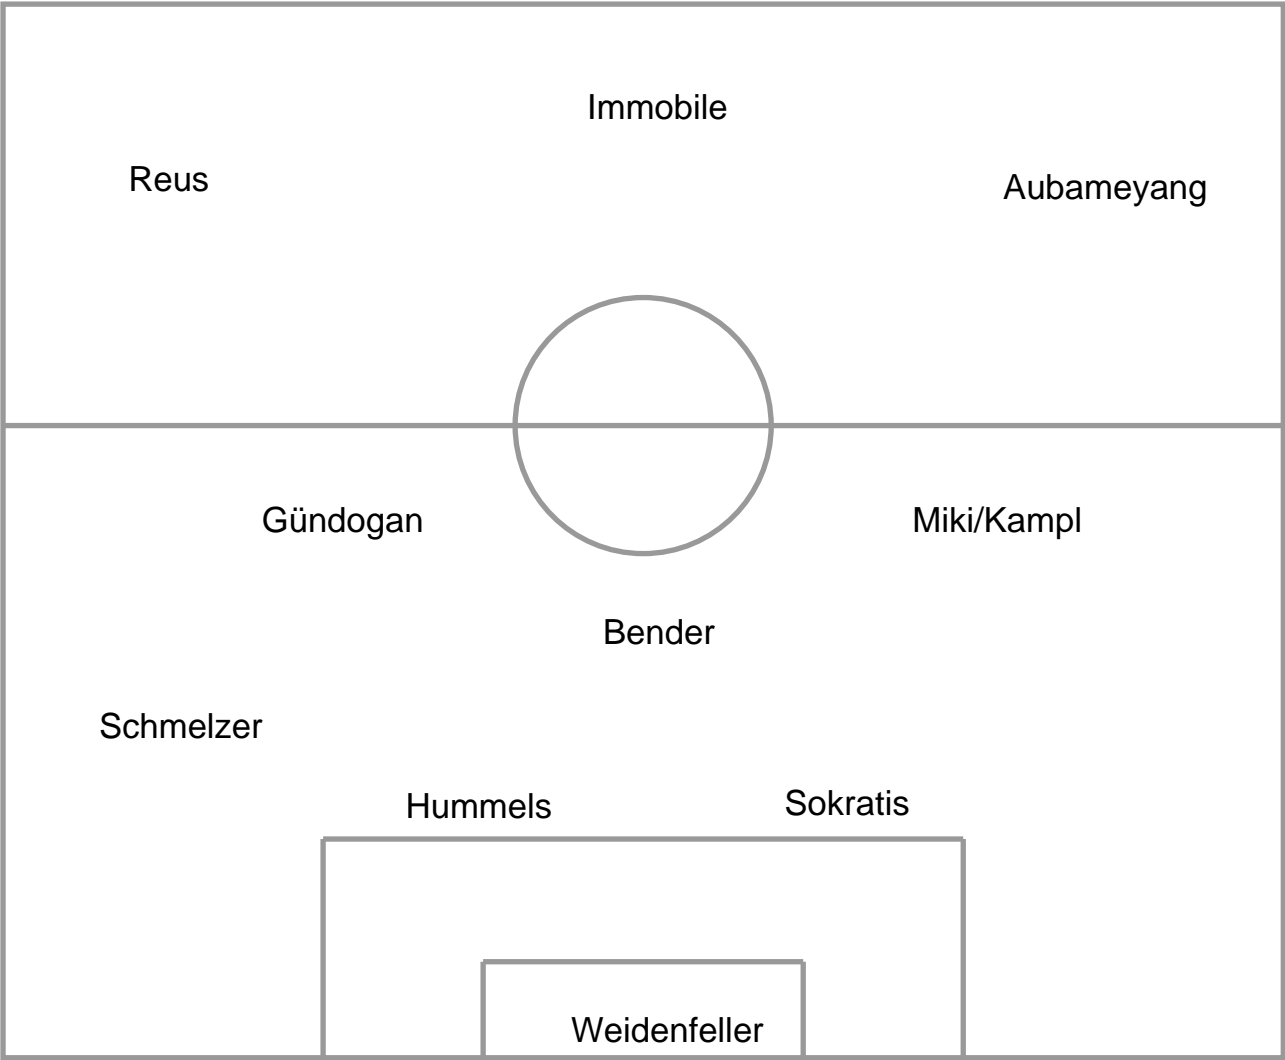 Immobile
Reus
Aubameyang
Gündogan
Miki/Kampl
Bender
Schmelzer
Hummels
Sokratis
Weidenfeller